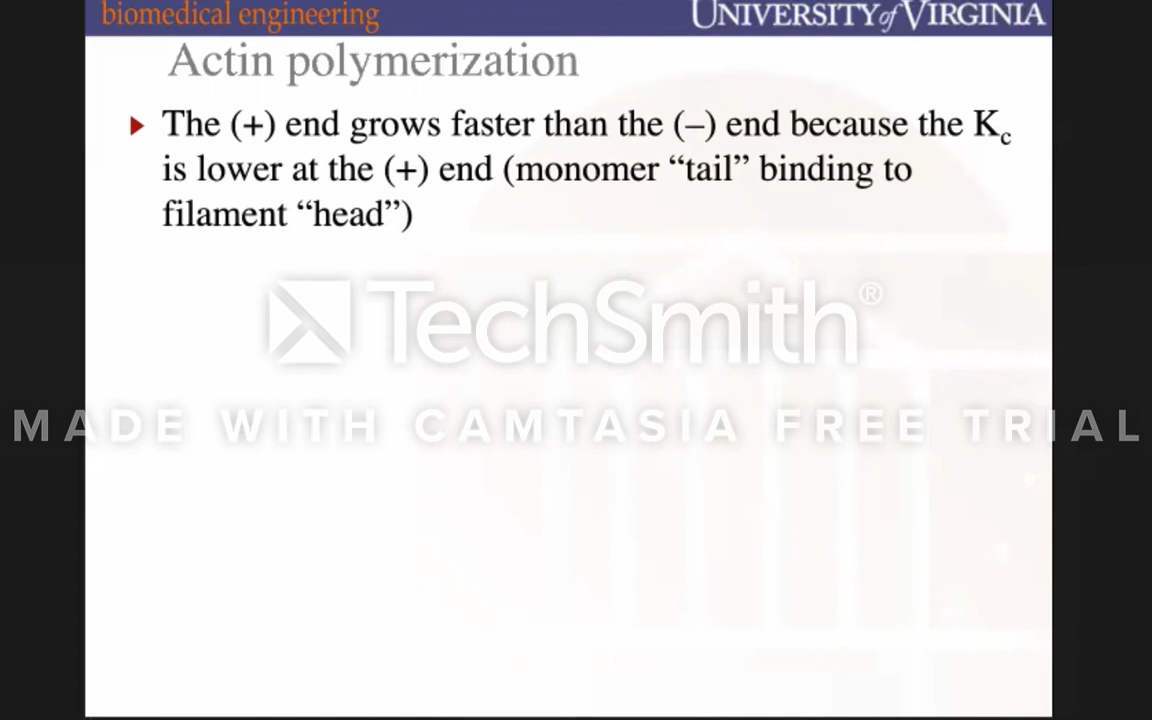 biomedical engineering UNIVERSITY of VIRGINIA
Actin polymerization
The (+) end grows faster than the (–) end because the Kc
is lower at the (+) end (monomer “tail” binding to
filament “head”)
TechSmith®
MADE WITH CAMTASIA FREE TRIAL